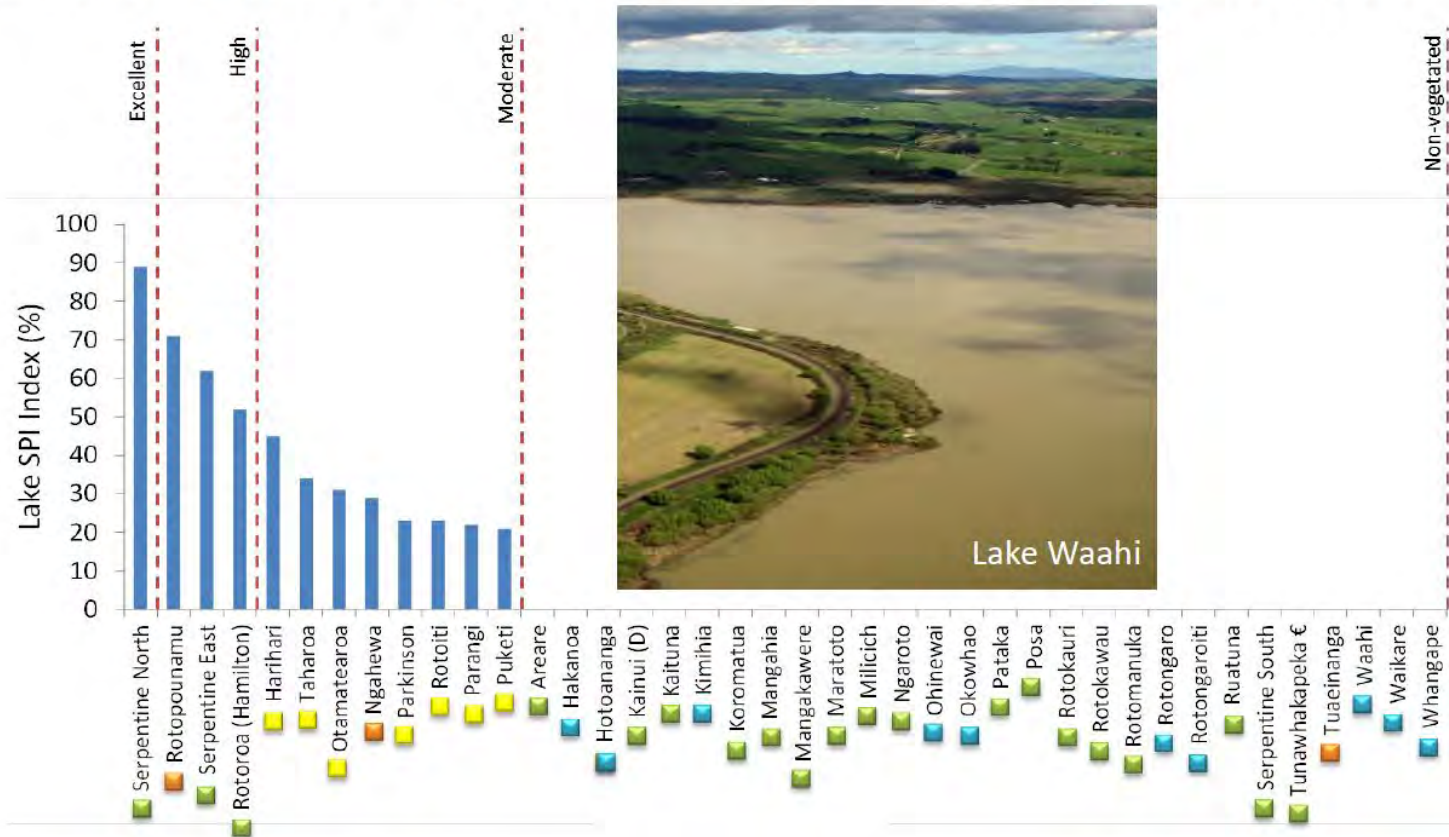 Excellent
High
Moderate
Non-vegetated
Lake SPI Index (%)
100
90
80
70
60
50
40
30
20
10
0
Lake Waahi
Serpentine North
Rotopounamu
Serpentine East
Rotoroa (Hamilton)
Harihari
Taharoa
Otamatearoa
Ngahewa
Parkinson
Rotoiti
Parangi
Puketi
Areare
Hakanoa
Hotoananga
Kainui (D)
Kaituna
Kimihia
Koromatua
Mangahia
Mangakawere
Maratoto
Milicich
Ngaroto
Ohinewai
Okowhao
Pataka
Posa
Rotokauri
Rotokawau
Rotomanuka
Rotongaro
Rotongaroiti
Ruatuna
Serpentine South
Tunawhakapeka €
Tuaeinanga
Waahi
Waikare
Whangape